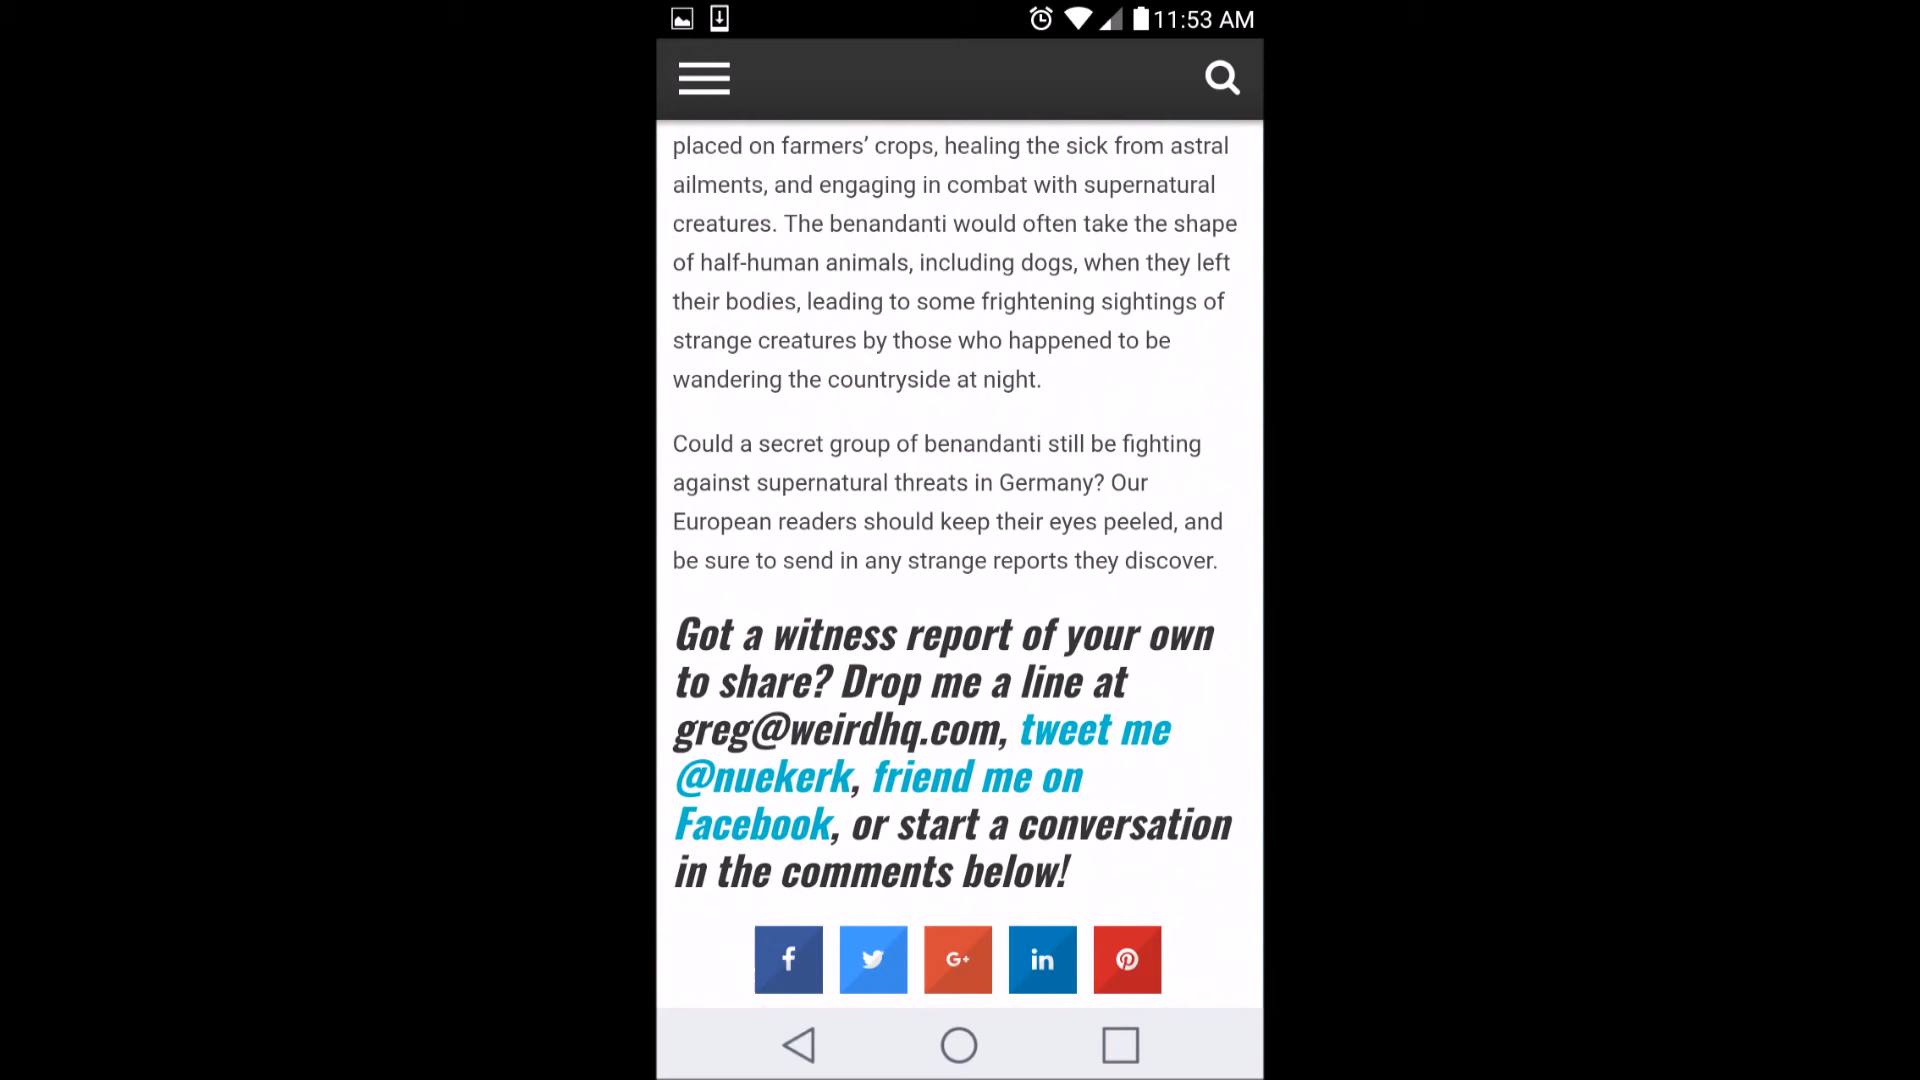 11:53 AM
placed on farmers’ crops, healing the sick from astral
ailments, and engaging in combat with supernatural
creatures. The benandanti would often take the shape
of half-human animals, including dogs, when they left
their bodies, leading to some frightening sightings of
strange creatures by those who happened to be
wandering the countryside at night.
Could a secret group of benandanti still be fighting
against supernatural threats in Germany? Our
European readers should keep their eyes peeled, and
be sure to send in any strange reports they discover.
Got a witness report of your own
to share? Drop me a line at
greg@weirdhq.com, tweet me
@nuekerk, friend me on
Facebook, or start a conversation
in the comments below!
f G+ in